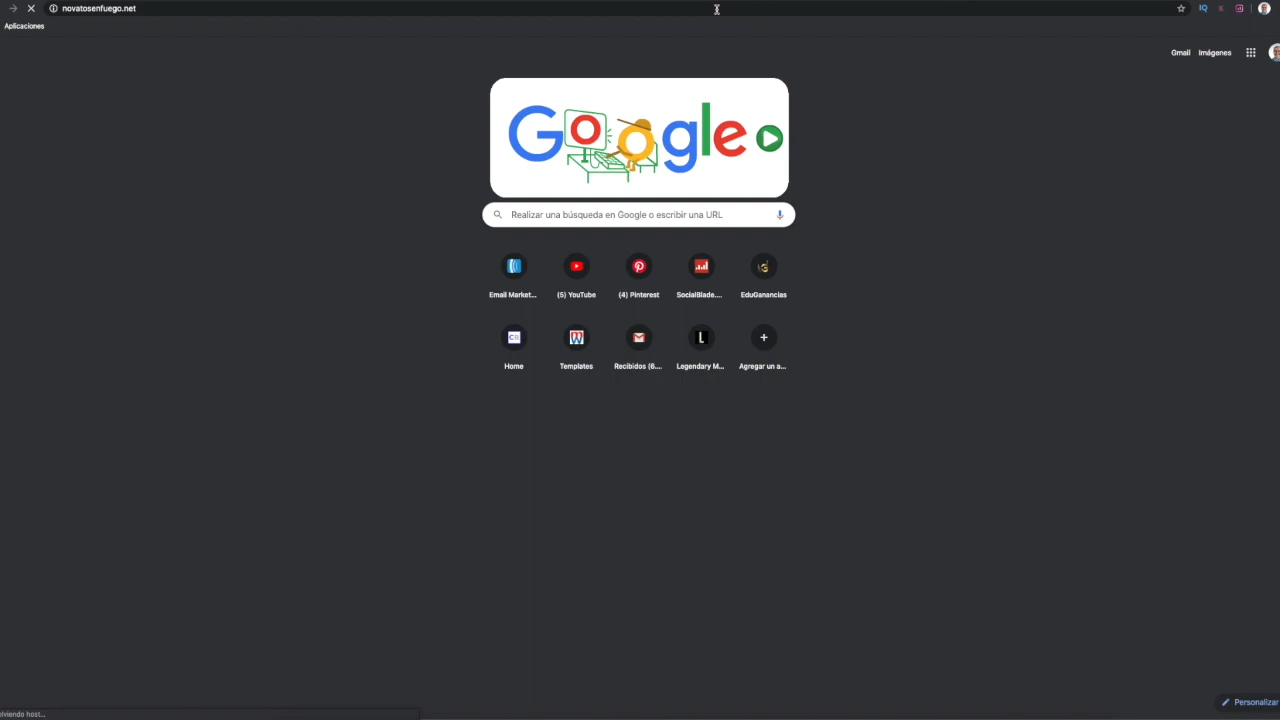 novatosenfuego.net
Aplicaciones
Gmail Imágenes
Google
Realizar una búsqueda en Google o escribir una URL
Email Market... (5) YouTube (4) Pinterest SocialBlade.... EduGanancias
Home Templates Recibidos (6.... Legendary M... Agregar un a...
Personalizar
olviendo host...